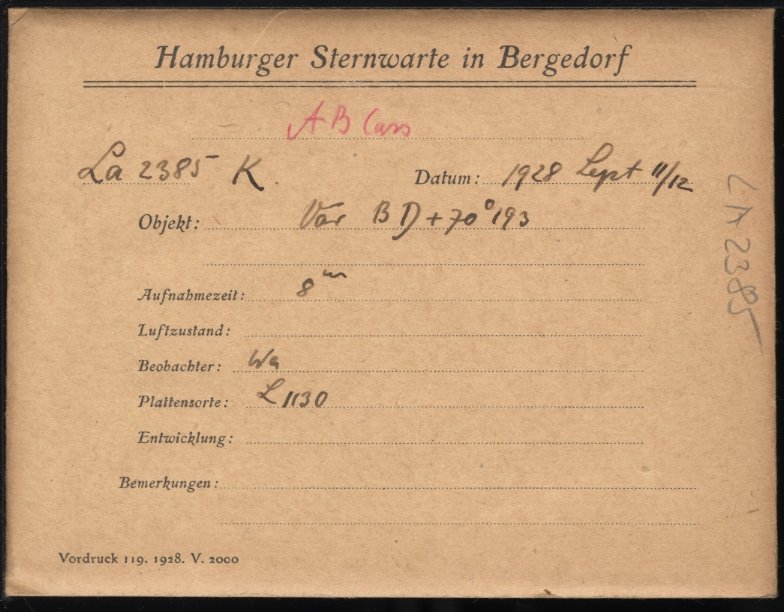 Hamburger Sternwarte in Bergedorf
AB Cass
La 2385 K Datum: 1928 Sept 11/12
Objekt: Var BD+70°193
Aufnahmezeit: 8m
Luftzustand:
Beobachter: Wa
Plattensorte: L 1130
Entwicklung:
Bemerkungen:
Vordruck 119. 1928. V. 2000
LA 2385